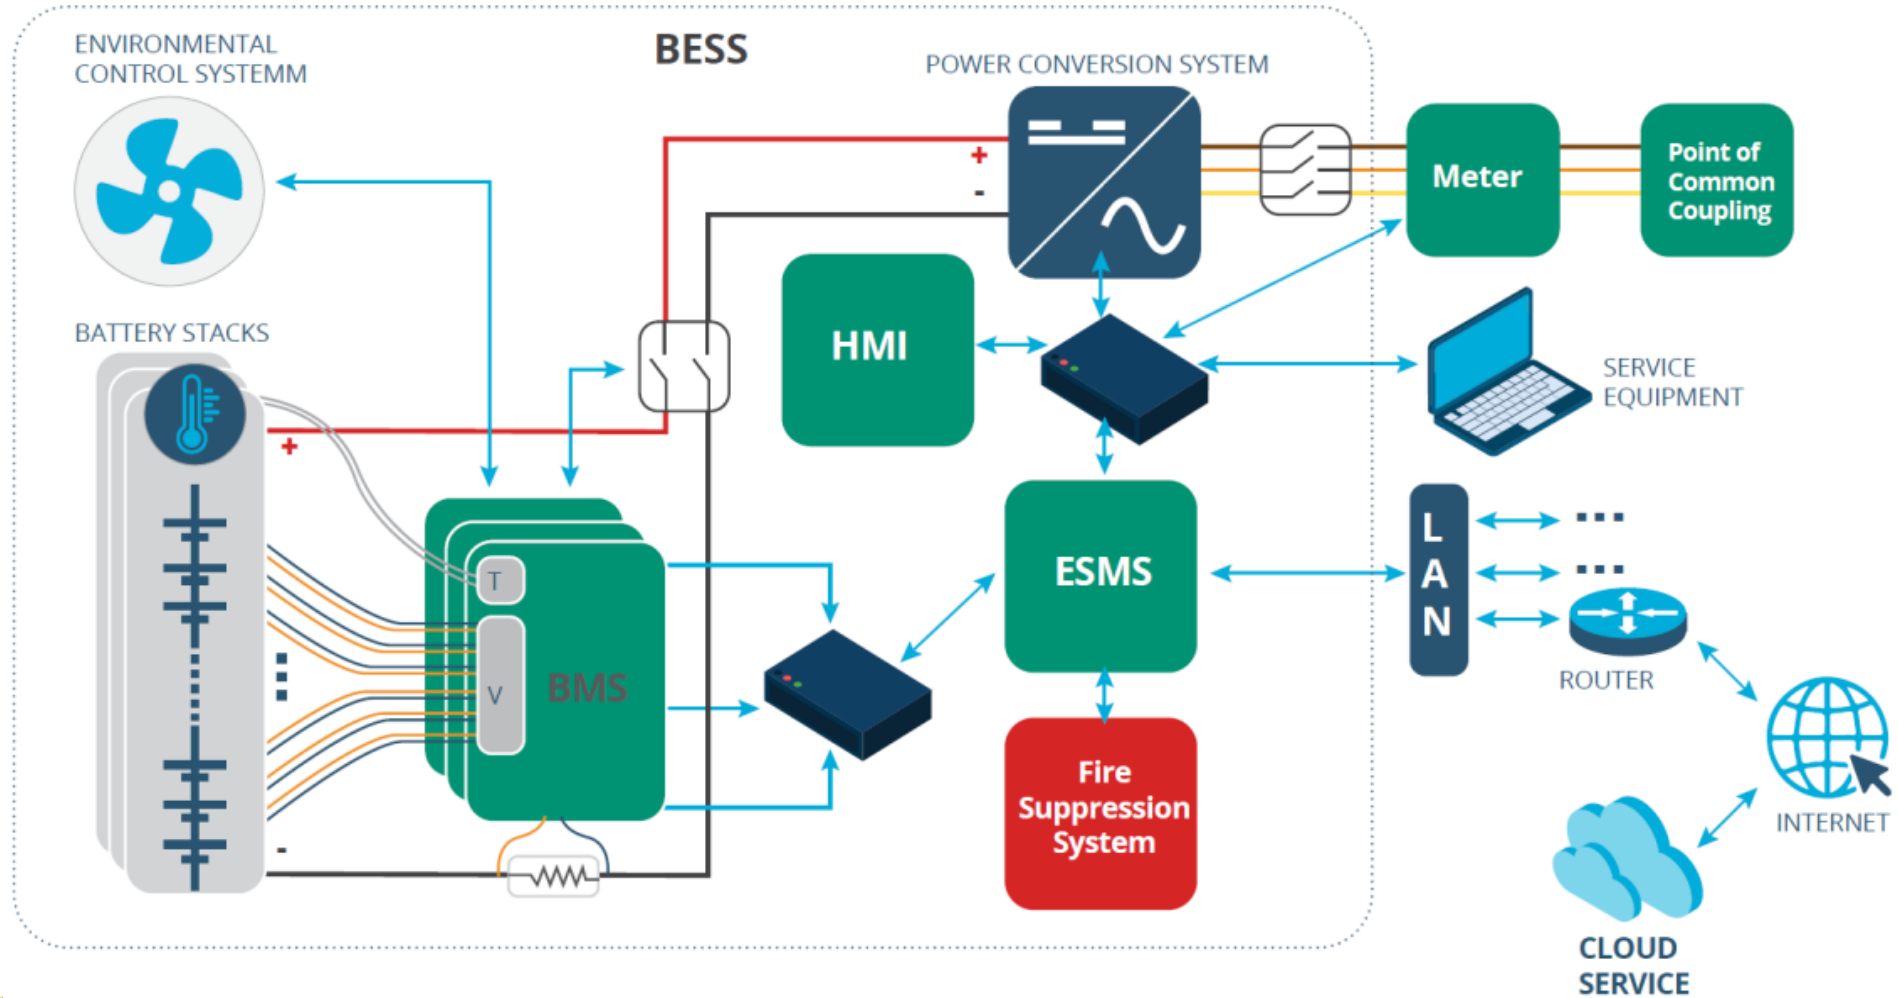 BESS
ENVIRONMENTAL
CONTROL SYSTEMM
POWER CONVERSION SYSTEM
+
-
Meter
Point of
Common
Coupling
HMI
BATTERY STACKS
+
SERVICE
EQUIPMENT
T
V
BMS
ESMS
L
A
N
ROUTER
-
Fire
Suppression
System
INTERNET
CLOUD
SERVICE